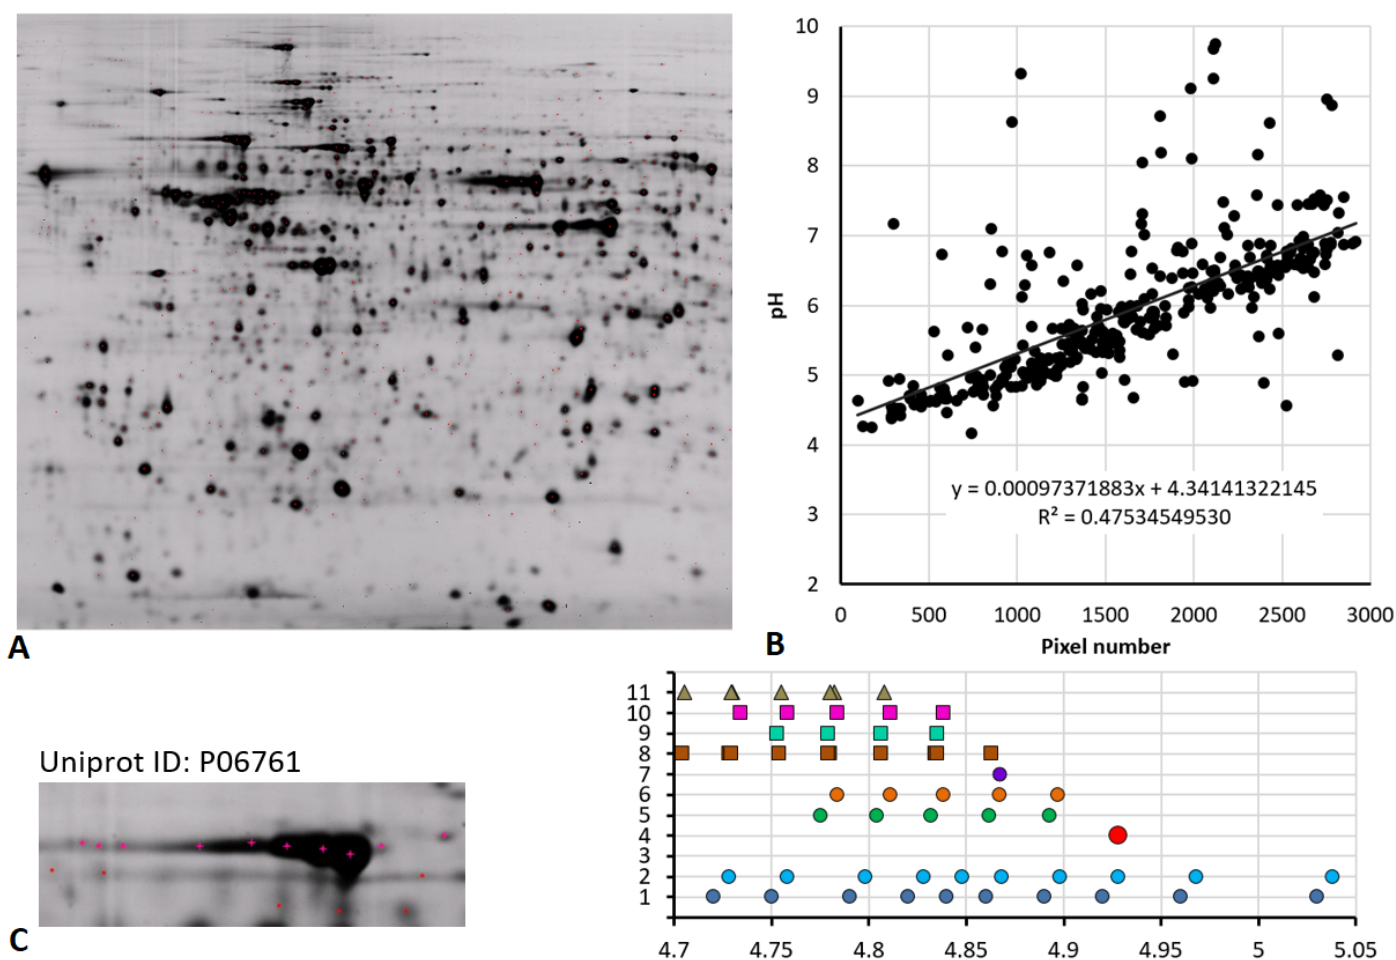 10
9
8
7
6
5
4
3
2
pH
y = 0.00097371883x + 4.34141322145
R² = 0.47534549530
0 500 1000 1500 2000 2500 3000
Pixel number
A
B
Uniprot ID: P06761
C
11
10
9
8
7
6
5
4
3
2
1
4.7 4.75 4.8 4.85 4.9 4.95 5 5.05